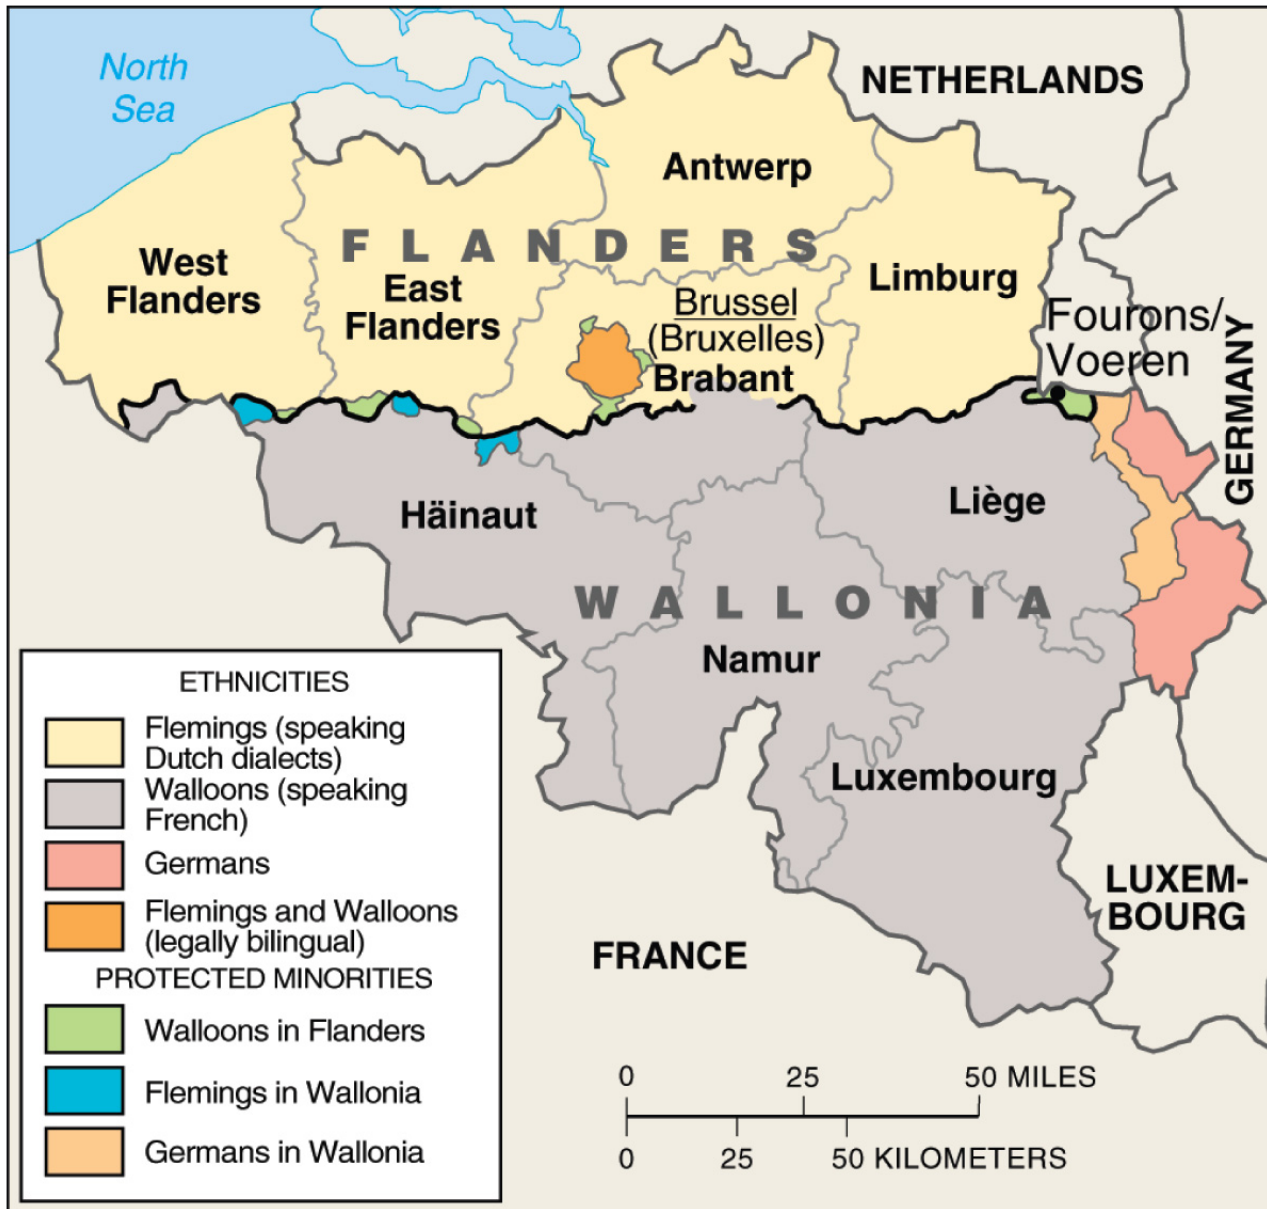 North
Sea
NETHERLANDS
Antwerp
FLANDERS
West
Flanders
East
Flanders
Limburg
Brussel
(Bruxelles)
Brabant
Fourons/
Voeren
GERMANY
Häinaut
Liège
WALLONIA
Namur
Luxembourg
LUXEM-
BOURG
FRANCE
ETHNICITIES
Flemings (speaking
Dutch dialects)
Walloons (speaking
French)
Germans
Flemings and Walloons
(legally bilingual)
PROTECTED MINORITIES
Walloons in Flanders
Flemings in Wallonia
Germans in Wallonia
0 25 50 MILES
0 25 50 KILOMETERS